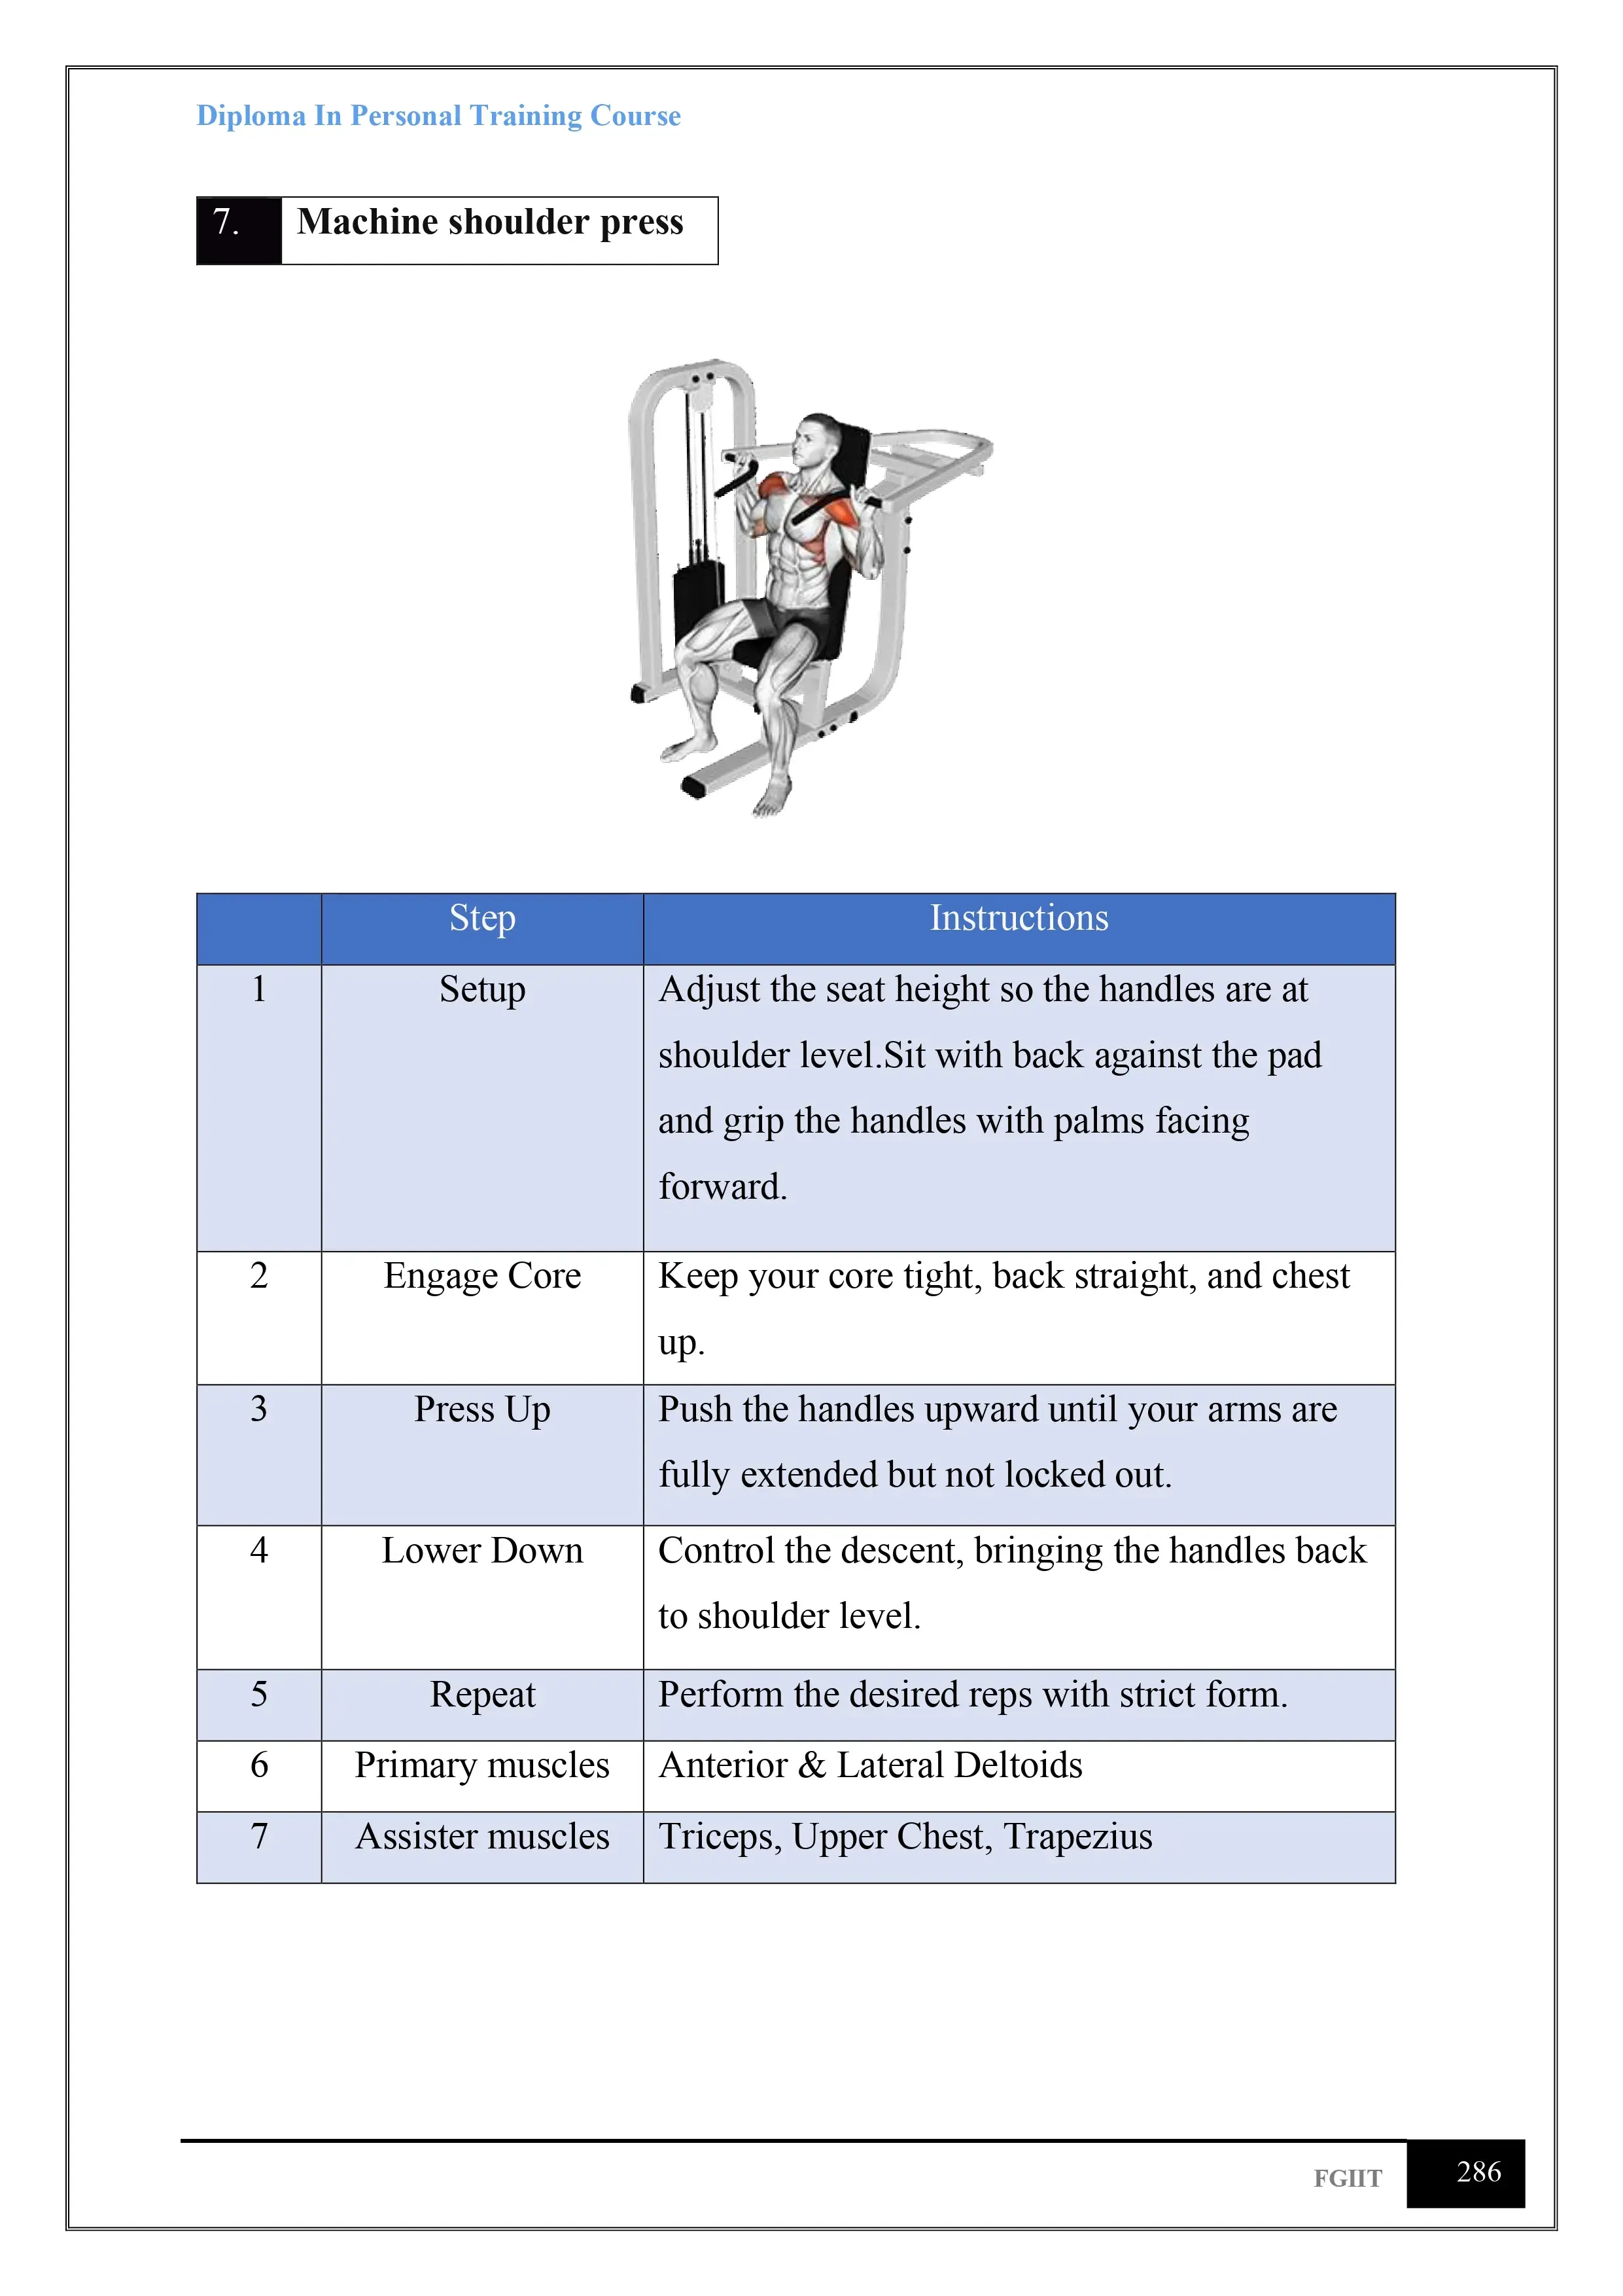 Diploma In Personal Training Course
7. Machine shoulder press
Step Instructions
1 Setup Adjust the seat height so the handles are at
shoulder level.Sit with back against the pad
and grip the handles with palms facing
forward.
2 Engage Core Keep your core tight, back straight, and chest
up.
3 Press Up Push the handles upward until your arms are
fully extended but not locked out.
4 Lower Down Control the descent, bringing the handles back
to shoulder level.
5 Repeat Perform the desired reps with strict form.
6 Primary muscles Anterior & Lateral Deltoids
7 Assister muscles Triceps, Upper Chest, Trapezius
FGIIT 286